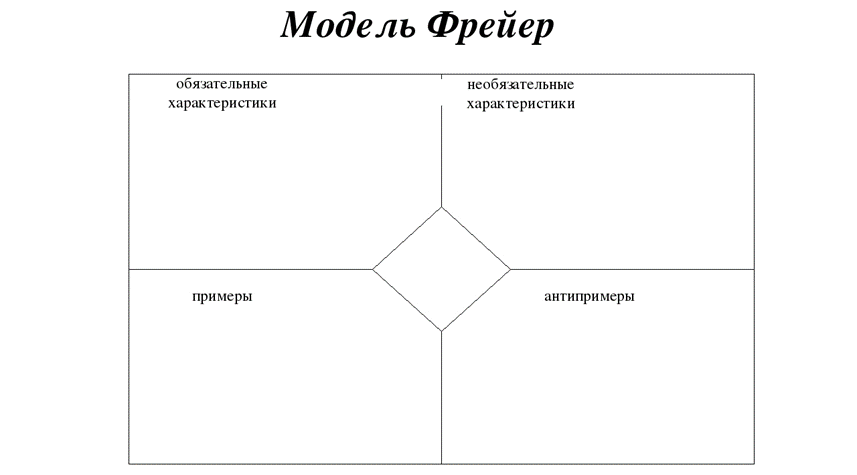 Модель Фрейер
обязательные
характеристики
необязательные
характеристики
примеры
антипримеры